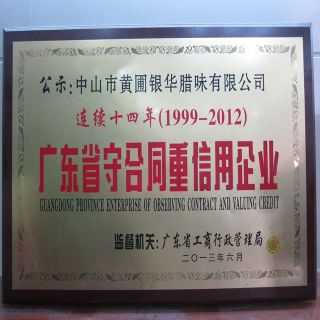 公示:中山市黄圃银华腊味有限公司
连续十四年(1999-2012)
广东省守合同重信用企业
GUANGDONG PROVINCE ENTERPRISE OF OBSERVING CONTRACT AND VALUING CREDIT
监督机关:广东省工商行政管理局
二〇一三年六月